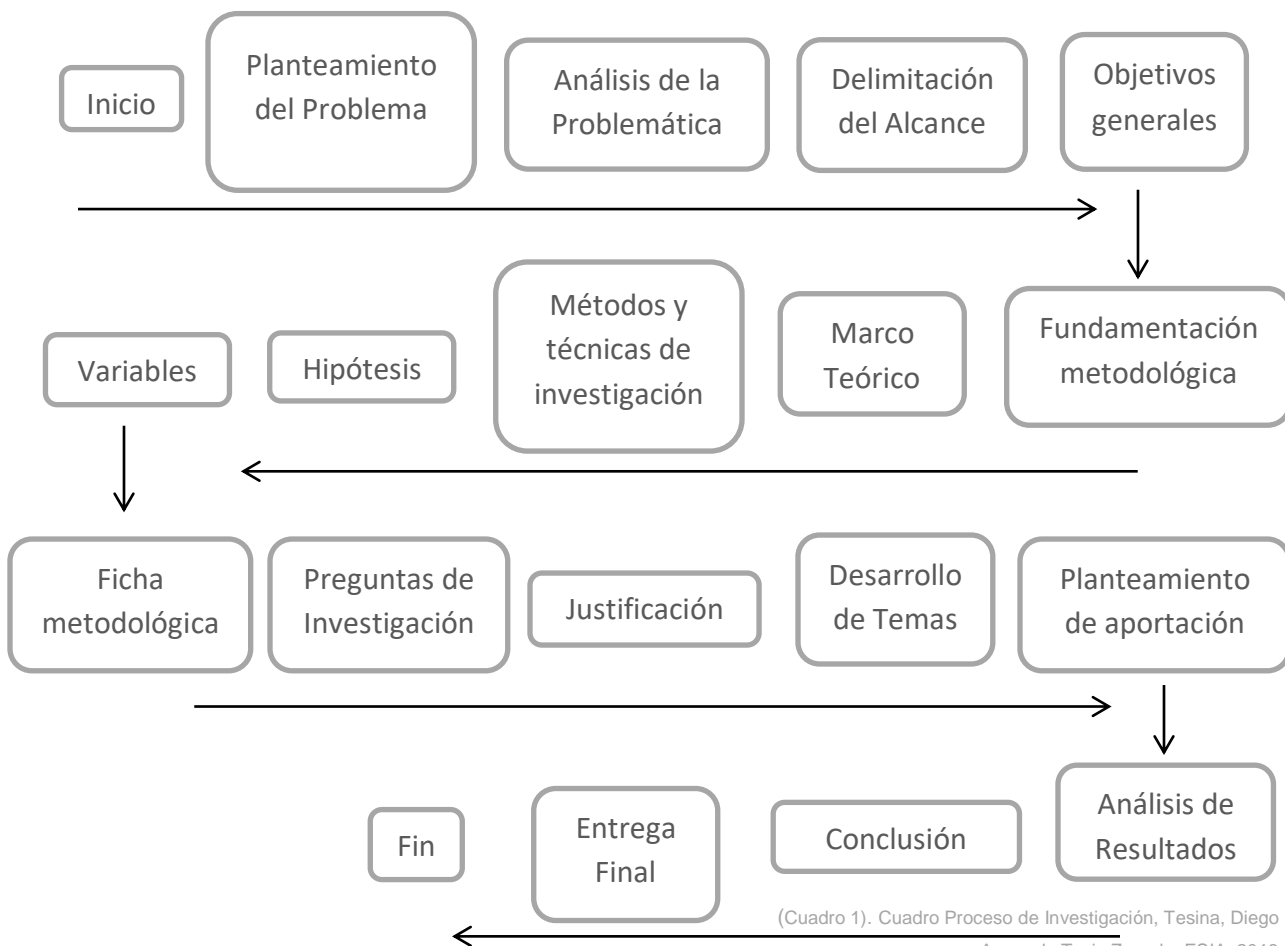 Inicio
Planteamiento
del Problema
Análisis de la
Problemática
Delimitación
del Alcance
Objetivos
generales
Fundamentación
metodológica
Marco
Teórico
Métodos y
técnicas de
investigación
Hipótesis
Variables
Ficha
metodológica
Preguntas de
Investigación
Justificación
Desarrollo
de Temas
Planteamiento
de aportación
Análisis de
Resultados
Conclusión
Entrega
Final
Fin
(Cuadro 1). Cuadro Proceso de Investigación, Tesina, Diego